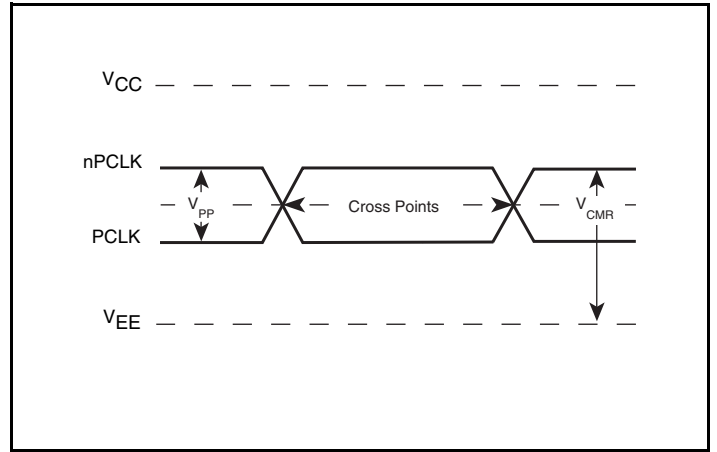 VCC
nPCLK
VPP
Cross Points
VCMR
PCLK
VEE